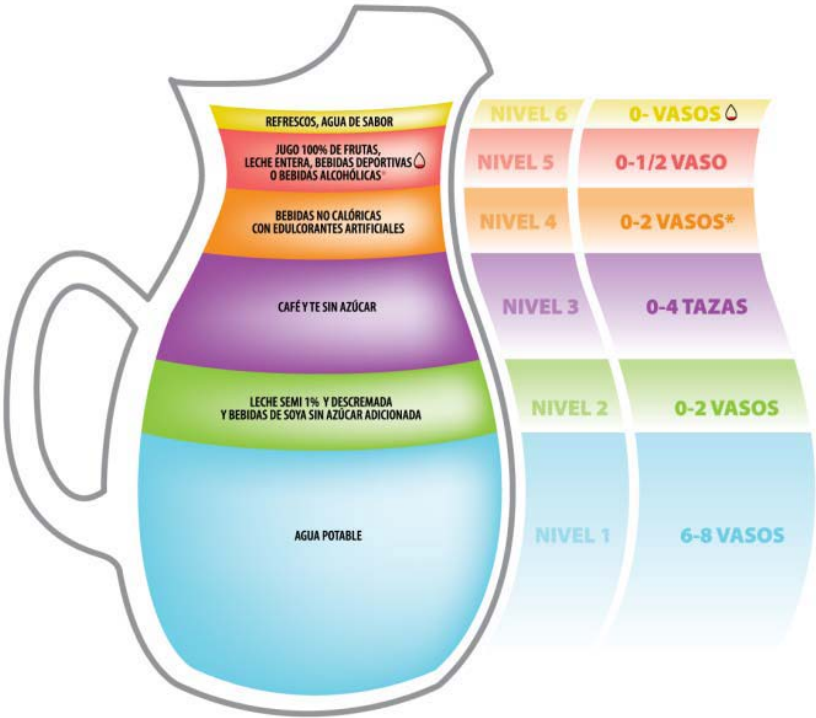 REFRESCOS, AGUA DE SABOR
NIVEL 6
0- VASOS
JUGO 100% DE FRUTAS,
LECHE ENTERA, BEBIDAS DEPORTIVAS
O BEBIDAS ALCOHÓLICAS*
NIVEL 5
0-1/2 VASO
BEBIDAS NO CALÓRICAS
CON EDULCORANTES ARTIFICIALES
NIVEL 4
0-2 VASOS*
CAFÉ Y TE SIN AZÚCAR
NIVEL 3
0-4 TAZAS
LECHE SEMI 1% Y DESCREMADA
Y BEBIDAS DE SOYA SIN AZÚCAR ADICIONADA
NIVEL 2
0-2 VASOS
AGUA POTABLE
NIVEL 1
6-8 VASOS